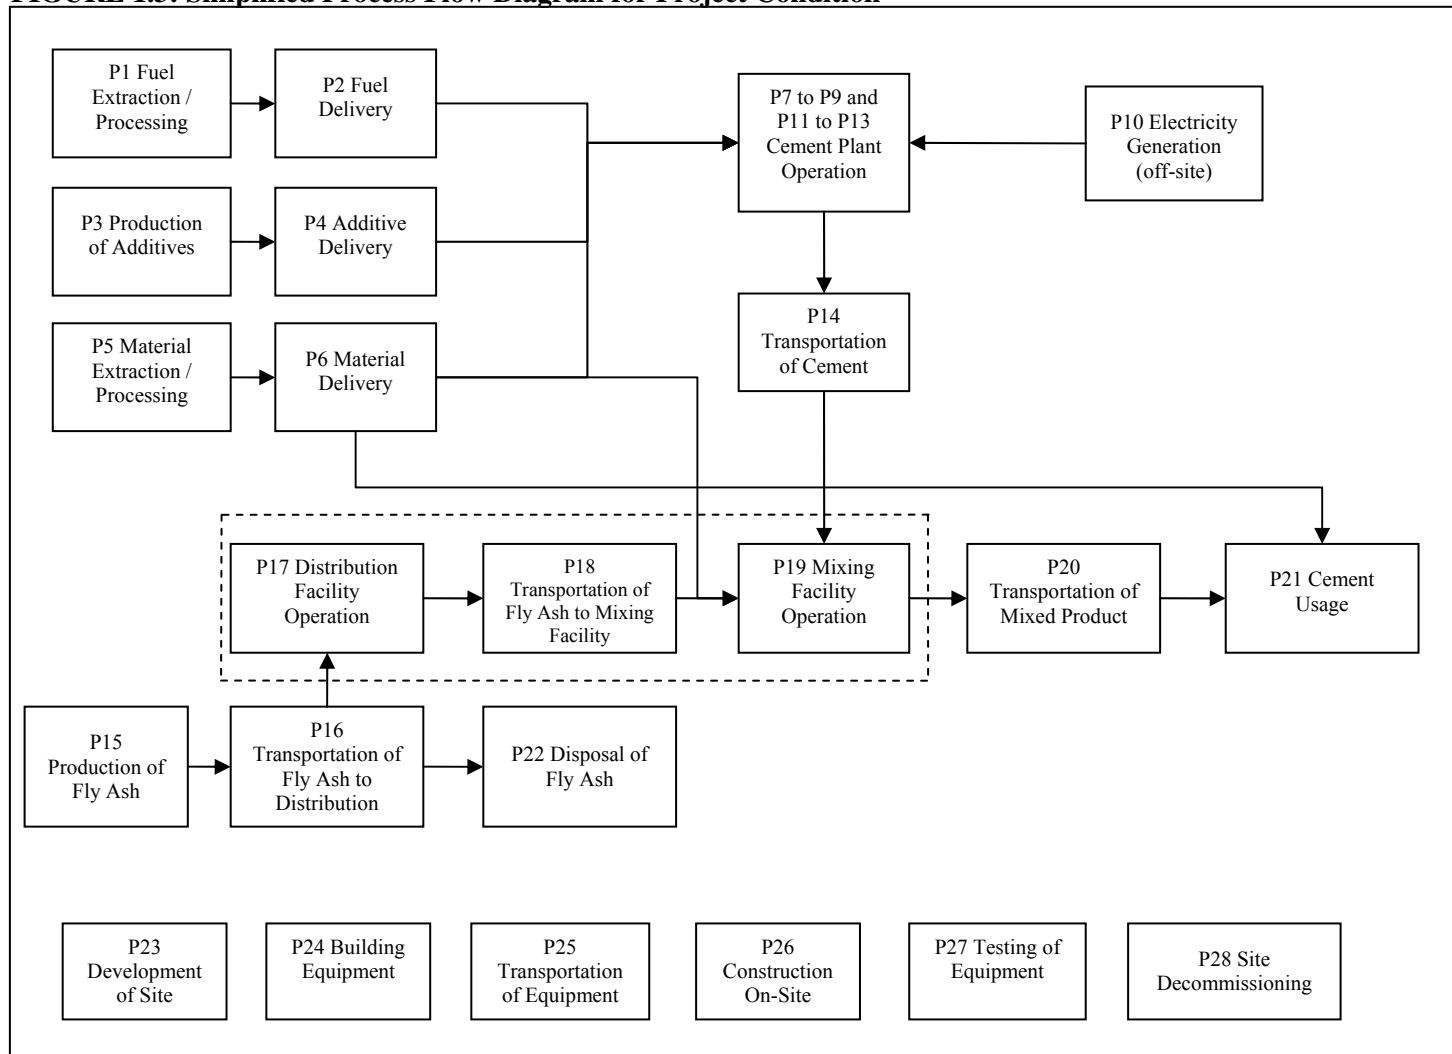 FIGURE 1.3: Simplified Process Flow Diagram for Project Condition
P1 Fuel
Extraction /
Processing
P2 Fuel
Delivery
P7 to P9 and
P11 to P13
Cement Plant
Operation
P10 Electricity
Generation
(off-site)
P3 Production
of Additives
P4 Additive
Delivery
P5 Material
Extraction /
Processing
P6 Material
Delivery
P14
Transportation
of Cement
P17 Distribution
Facility
Operation
P18
Transportation of
Fly Ash to Mixing
Facility
P19 Mixing
Facility
Operation
P20
Transportation of
Mixed Product
P21 Cement
Usage
P15
Production of
Fly Ash
P16
Transportation of
Fly Ash to
Distribution
P22 Disposal of
Fly Ash
P23
Development
of Site
P24 Building
Equipment
P25
Transportation
of Equipment
P26
Construction
On-Site
P27 Testing of
Equipment
P28 Site
Decommissioning